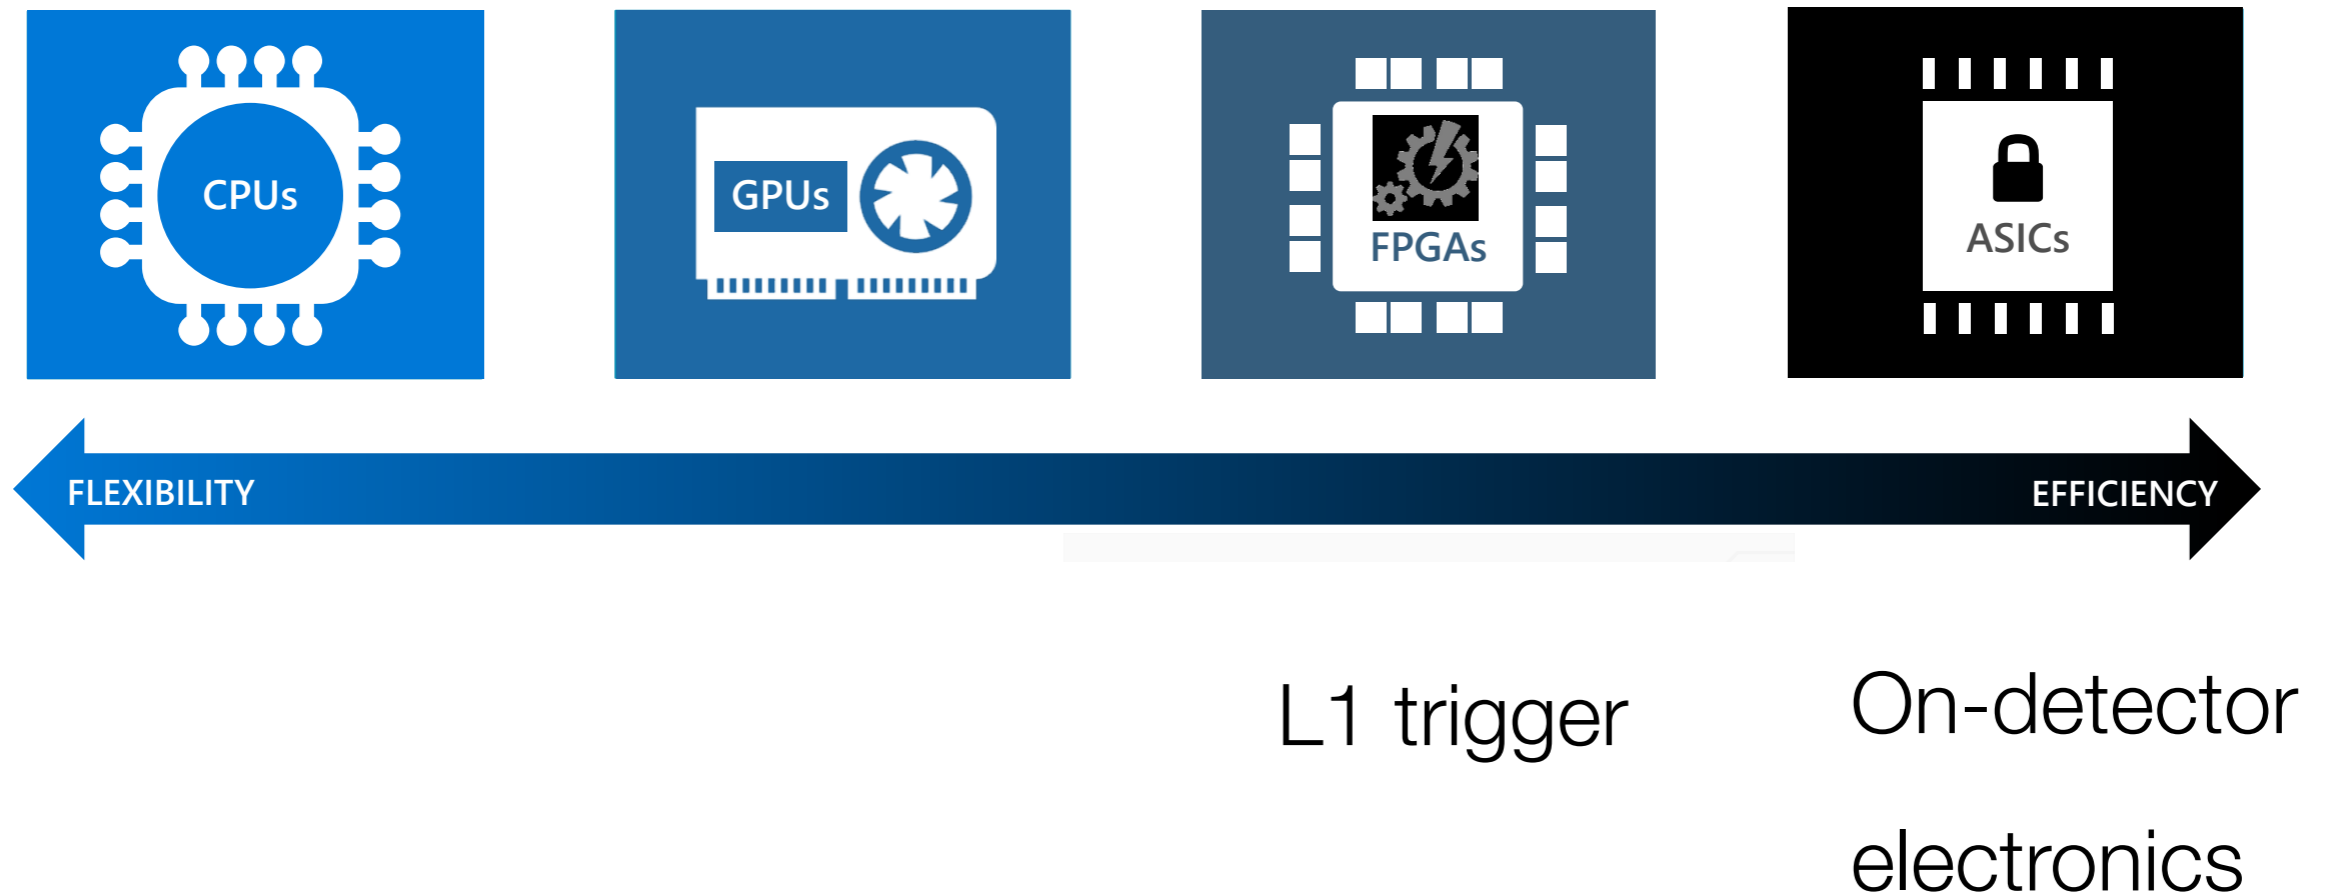 CPUs
GPUs
FPGAs
ASICs
FLEXIBILITY
EFFICIENCY
L1 trigger
On-detector
electronics